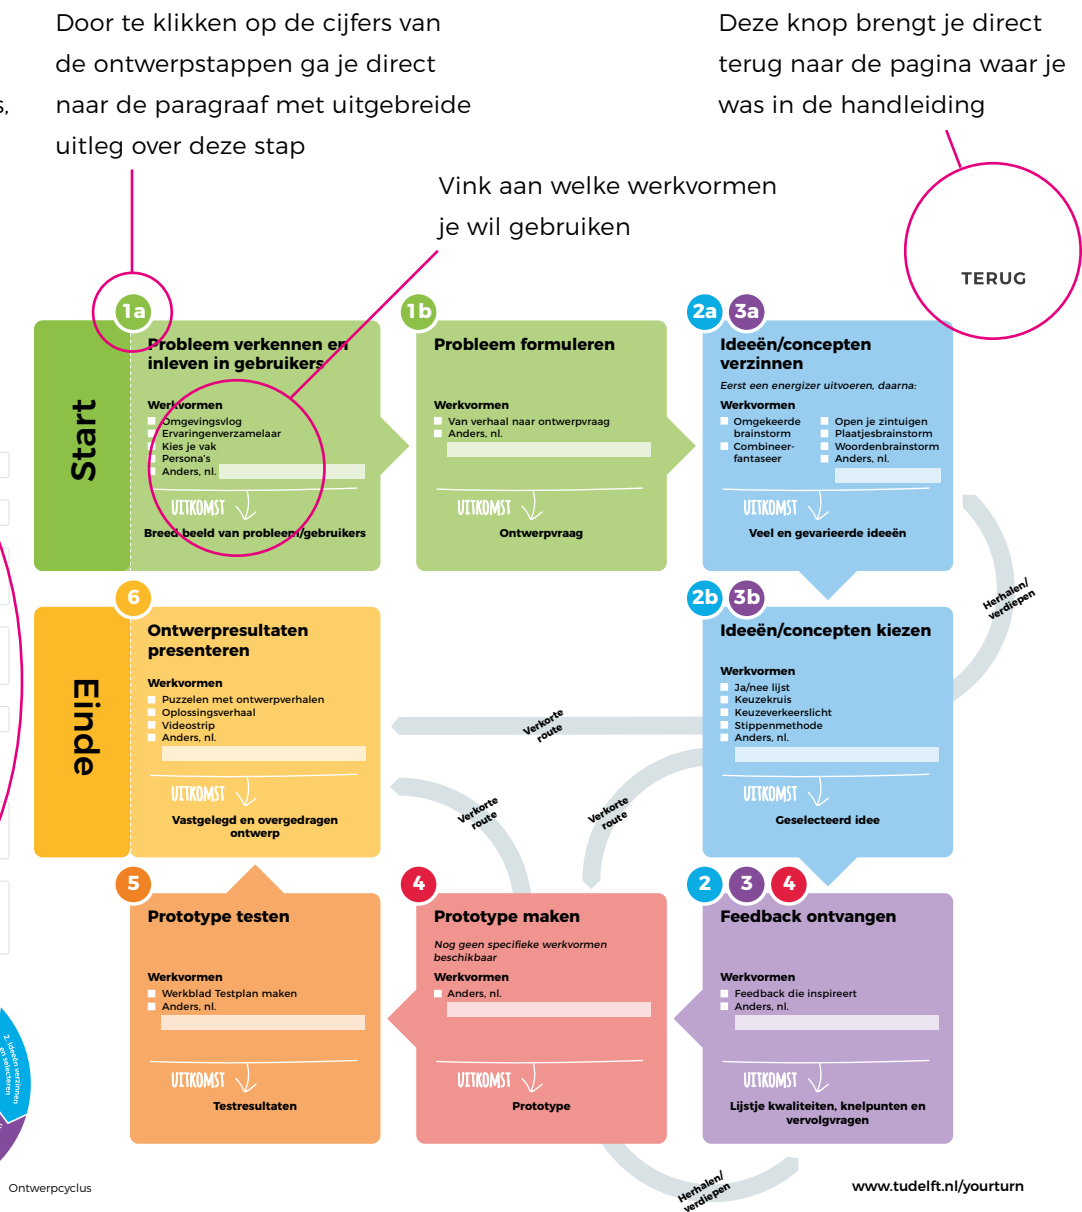 Door te klikken op de cijfers van
de ontwerpstappen ga je direct
naar de paragraaf met uitgebreide
uitleg over deze stap
Deze knop brengt je direct
terug naar de pagina waar je
was in de handleiding
Vink aan welke werkvormen
je wil gebruiken
TERUG
Start
1a
Probleem verkennen en
inleven in gebruikers
Werkvormen
Omgevingsvlog
Ervaringenverzamelaar
Kies je vak
Persona's
Anders, nl.
UITKOMST
Breed beeld van probleem/gebruikers
1b
Probleem formuleren
Werkvormen
Van verhaal naar ontwerpvraag
Anders, nl.
UITKOMST
Ontwerpvraag
2a 3a
Ideeën/concepten
verzinnen
Eerst een energizer uitvoeren, daarna:
Werkvormen
Omgekeerde
brainstorm
Combineer-
fantaseer
Open je zintuigen
Plaatjesbrainstorm
Woordenbrainstorm
Anders, nl.
UITKOMST
Veel en gevarieerde ideeën
Herhalen/
verdiepen
Einde
6
Ontwerpresultaten
presenteren
Werkvormen
Puzzelen met ontwerpverhalen
Oplossingsverhaal
Videostrip
Anders, nl.
UITKOMST
Vastgelegd en overgedragen
ontwerp
Verkorte
route
Verkorte
route
Verkorte
route
2b 3b
Ideeën/concepten kiezen
Werkvormen
Ja/nee lijst
Keuzekruis
Keuzeverkeerslicht
Stippenmethode
Anders, nl.
UITKOMST
Geselecteerd idee
5
Prototype testen
Werkvormen
Werkblad Testplan maken
Anders, nl.
UITKOMST
Testresultaten
4
Prototype maken
Nog geen specifieke werkvormen
beschikbaar
Werkvormen
Anders, nl.
UITKOMST
Prototype
2 3 4
Feedback ontvangen
Werkvormen
Feedback die inspireert
Anders, nl.
UITKOMST
Lijstje kwaliteiten, knelpunten en
vervolgvragen
Herhalen/
verdiepen
2. Ideeën verzinnen
en selecteren
Ontwerpcyclus
www.tudelft.nl/yourturn